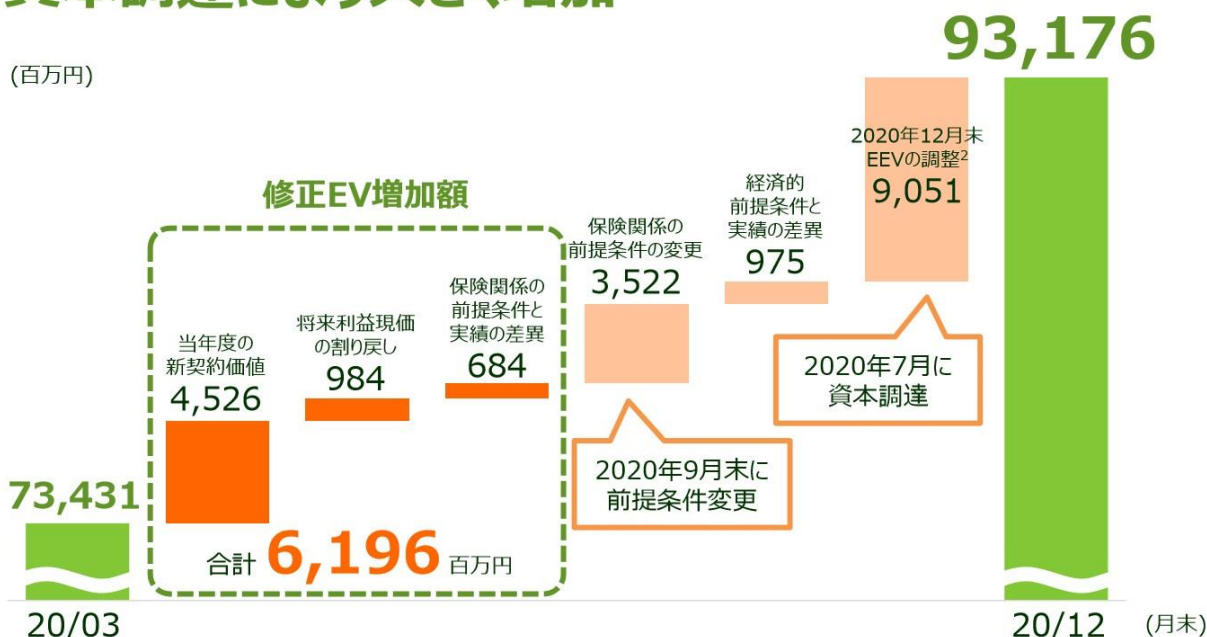 (百万円)
93,176
2020年12月末
EEVの調整2
9,051
経済的
前提条件と
実績の差異
975
保険関係の
前提条件の変更
3,522
修正EV増加額
保険関係の
前提条件と
実績の差異
684
将来利益現価
の割り戻し
984
当年度の
新契約価値
4,526
2020年7月に
資本調達
2020年9月末に
前提条件変更
73,431
合計 6,196 百万円
20/03
20/12 (月末)